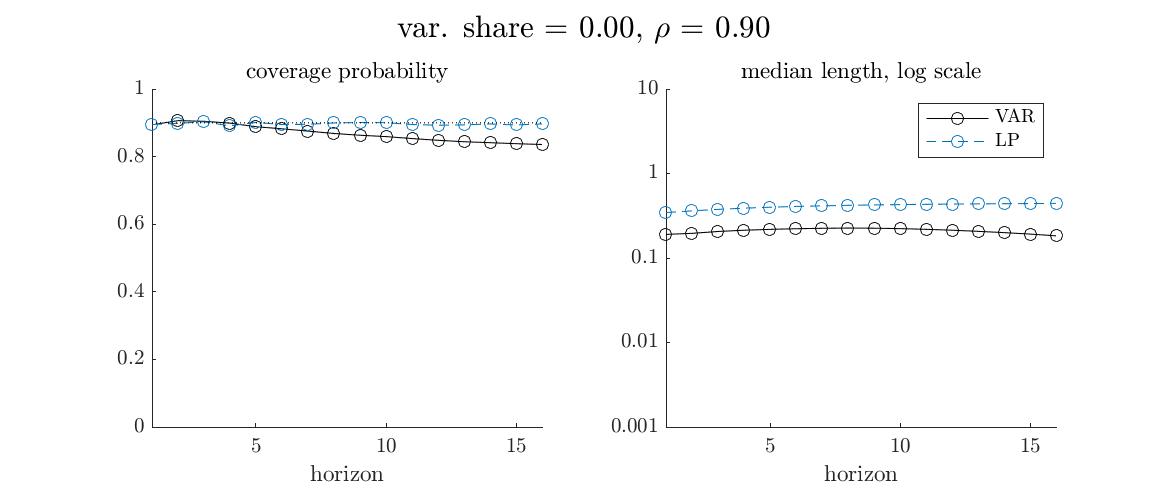 var. share = 0.00, ρ = 0.90
coverage probability
1
0.8
0.6
0.4
0.2
0
5 10 15
horizon
median length, log scale
10
1
0.1
0.01
0.001
5 10 15
horizon
VAR
LP